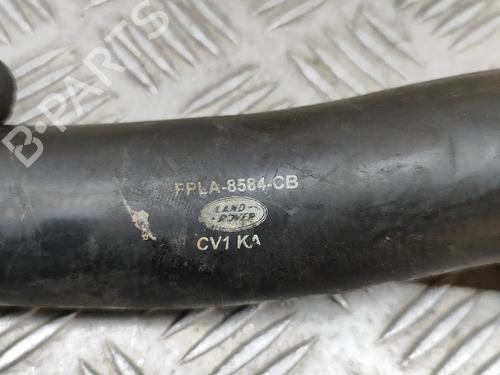 B-PARTS
FPLA-8584-CB
LAND
ROVER
CV1 KA